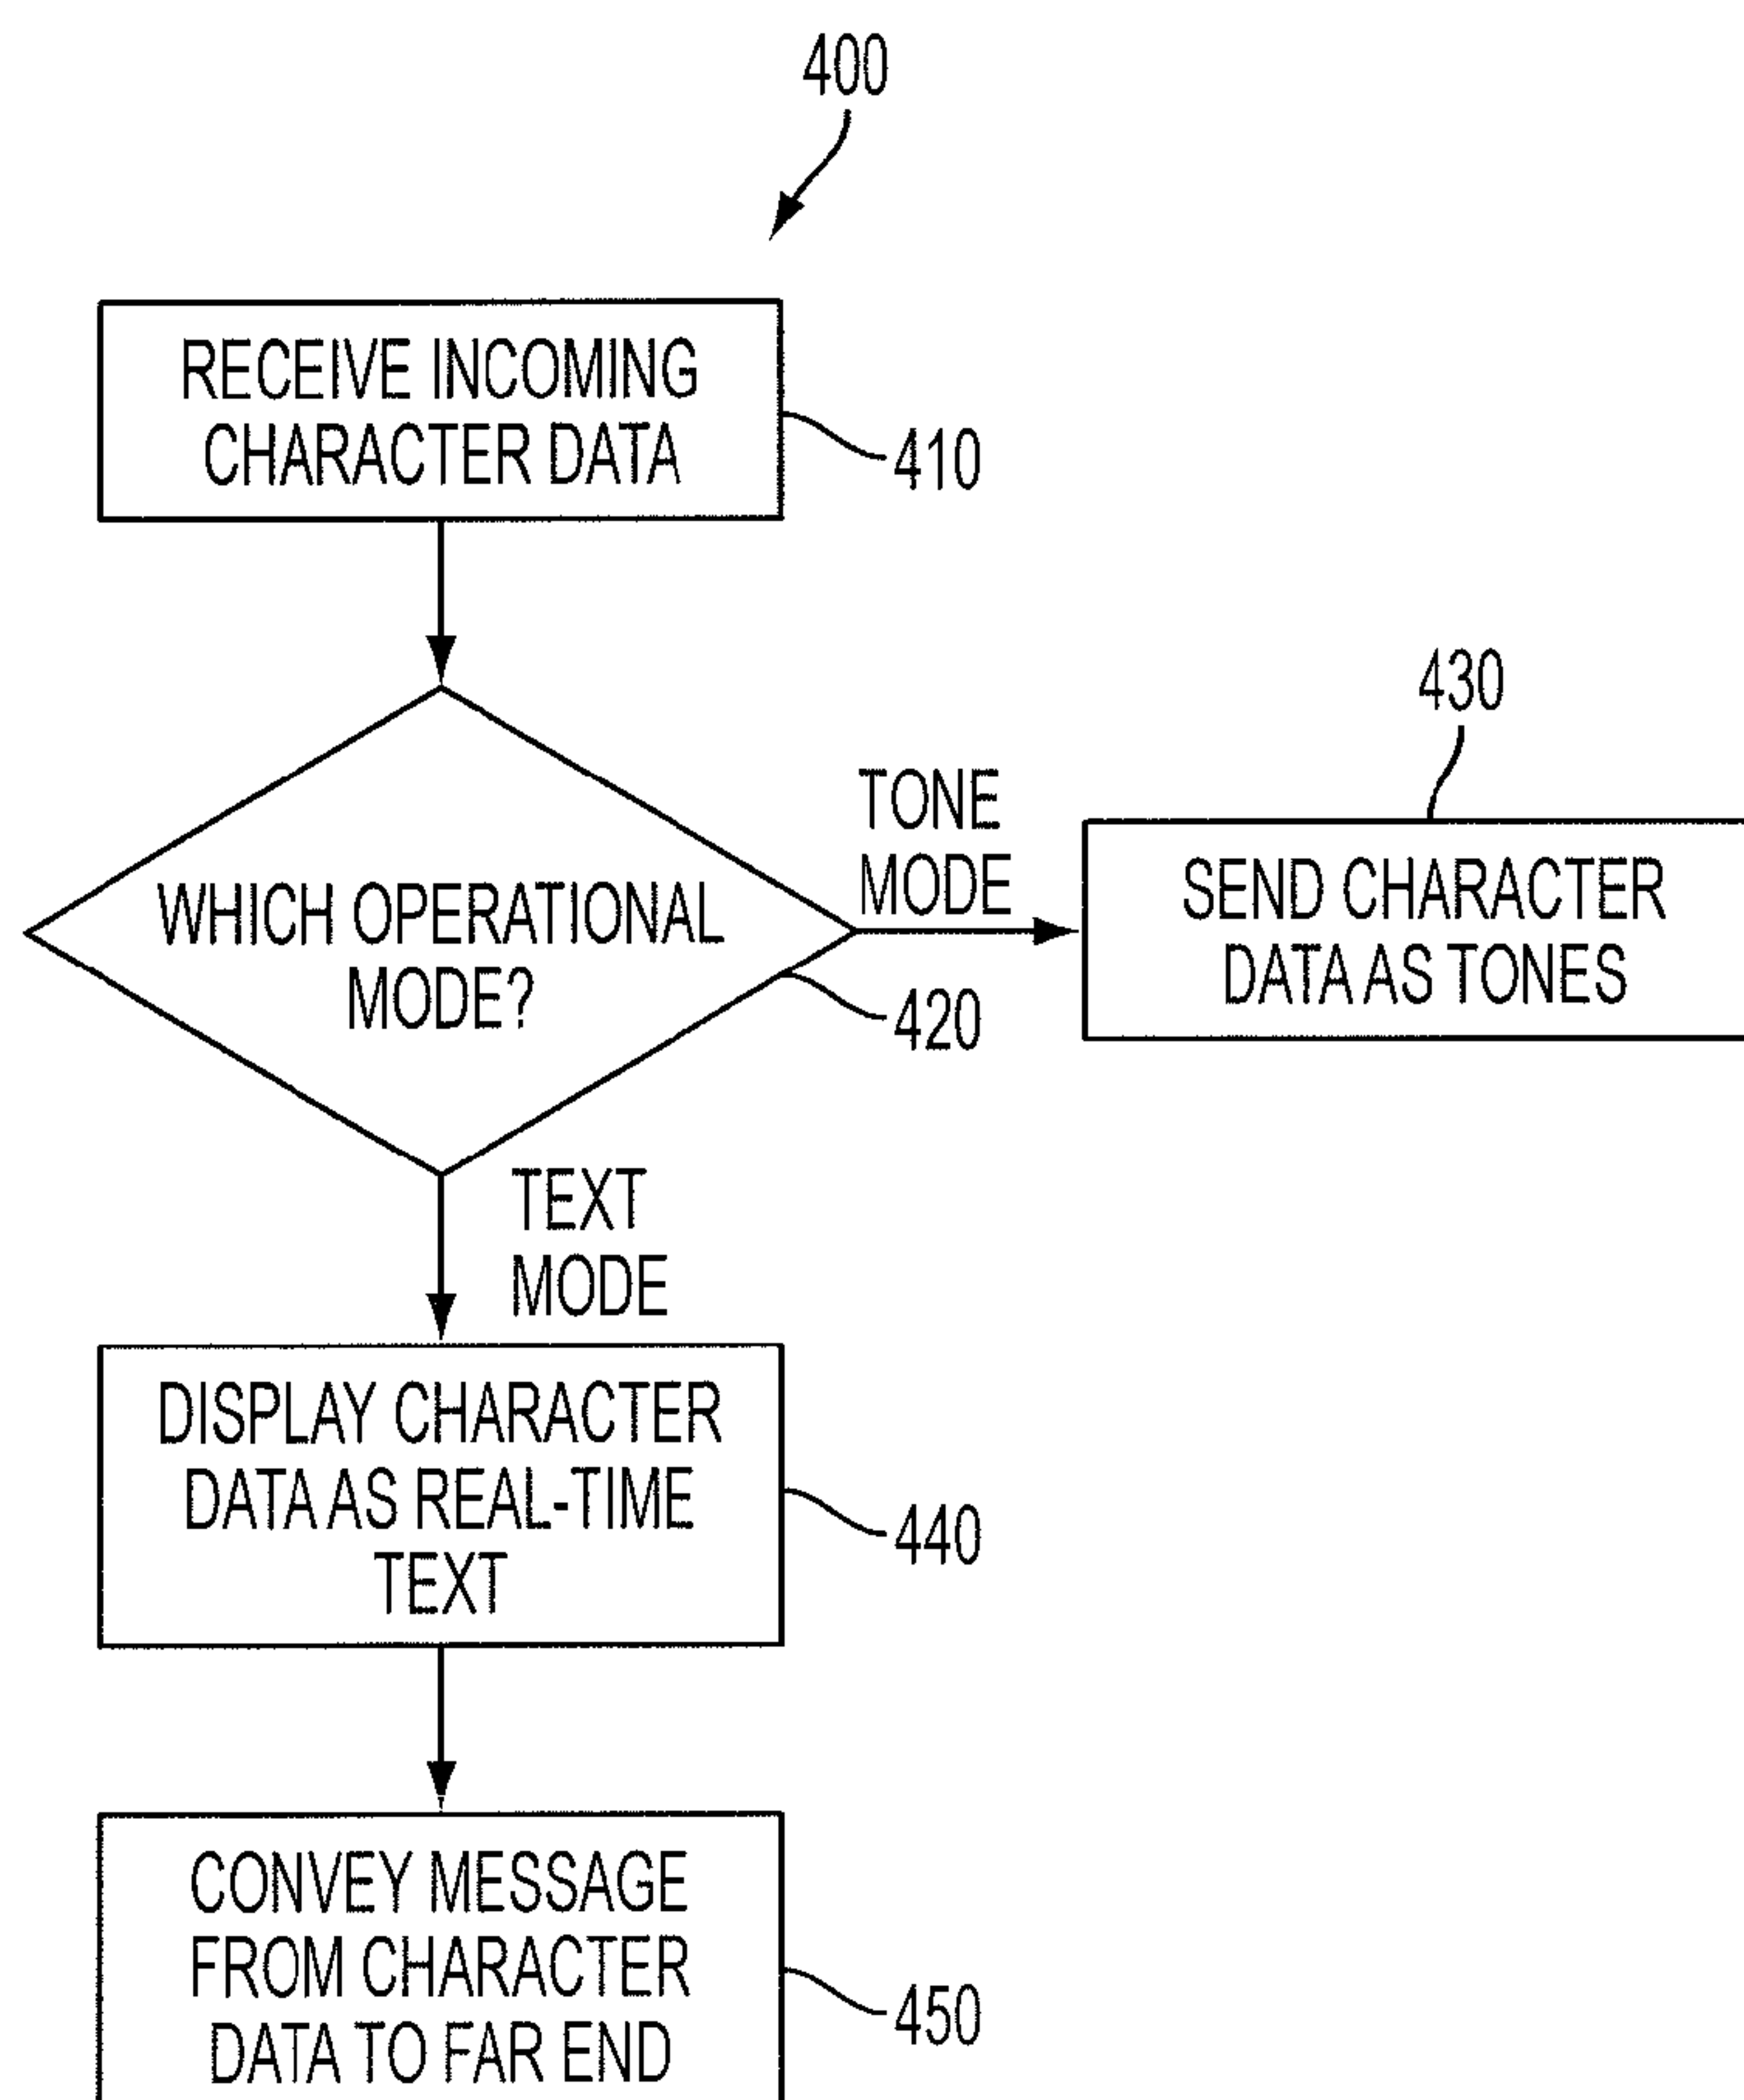 400
RECEIVE INCOMING
CHARACTER DATA
410
WHICH OPERATIONAL
MODE?
420
TONE
MODE
430
SEND CHARACTER
DATA AS TONES
TEXT
MODE
DISPLAY CHARACTER
DATA AS REAL-TIME
TEXT
440
CONVEY MESSAGE
FROM CHARACTER
DATA TO FAR END
450